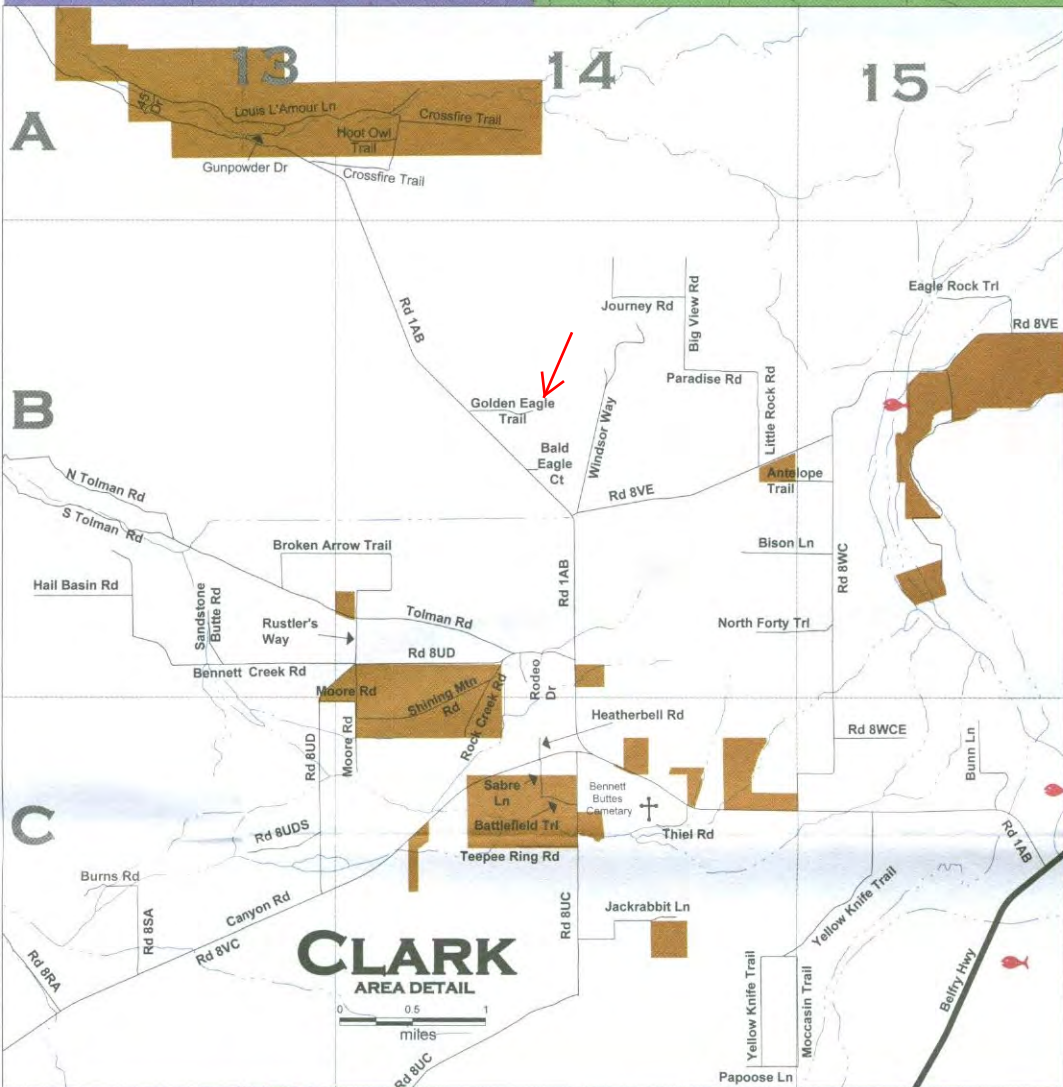 13
14
15
A
45
Dr
Louis L'Amour Ln
Crossfire Trail
Hoot Owl
Trail
Gunpowder Dr
Crossfire Trail
Eagle Rock Trl
Rd 8VE
Journey Rd
Big View Rd
Rd 1AB
Paradise Rd
Little Rock Rd
B
Golden Eagle
Trail
Windsor Way
Bald
Eagle
Ct
Antelope
Trail
N Tolman Rd
Rd 8VE
S Tolman Rd
Broken Arrow Trail
Bison Ln
Rd 8WC
Hail Basin Rd
Sandstone
Butte Rd
Rd 1AB
Rustler's
Way
Tolman Rd
North Forty Trl
Rd 8UD
Bennett Creek Rd
Rodeo
Dr
Moore Rd
Shining Mtn
Rd
Rock Creek Rd
Heatherbell Rd
Rd 8UD
Moore Rd
Rd 8WCE
Bunn Ln
C
Sabre
Ln
Bennett
Buttes
Cemetary
Battlefield Trl
Thiel Rd
Rd 8UDS
Teepee Ring Rd
Rd 1AB
Burns Rd
Canyon Rd
Rd 8SA
Rd 8VC
Rd 8UC
Jackrabbit Ln
Yellow Knife Trail
Rd 8RA
CLARK
AREA DETAIL
0 0.5 1
miles
Yellow Knife Trail
Moccasin Trail
Belfry Hwy
Rd 8UC
Papoose Ln